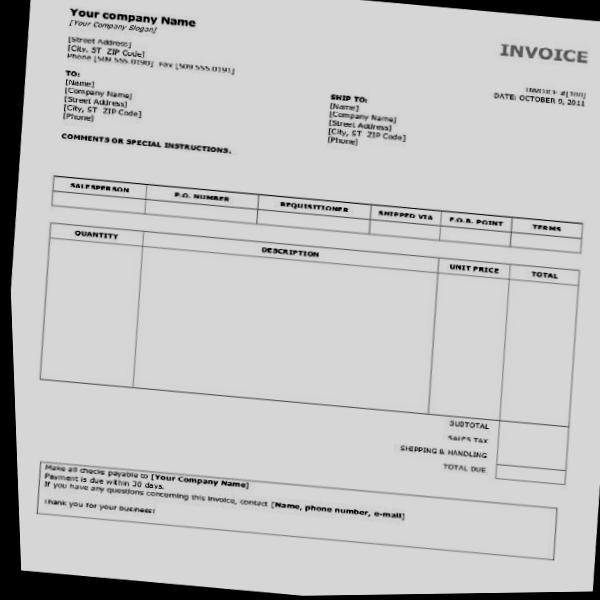 Your company Name
[Your Company Slogan]
INVOICE
[Street Address]
[City, ST ZIP Code]
Phone [509.555.0190] Fax [509.555.0191]
INVOICE #[100]
DATE: OCTOBER 9, 2011
TO:
[Name]
[Company Name]
[Street Address]
[City, ST ZIP Code]
[Phone]
SHIP TO:
[Name]
[Company Name]
[Street Address]
[City, ST ZIP Code]
[Phone]
COMMENTS OR SPECIAL INSTRUCTIONS.
SALESPERSON P.O. NUMBER REQUISITIONER SHIPPED VIA F.O.B. POINT TERMS
QUANTITY DESCRIPTION UNIT PRICE TOTAL
SUBTOTAL
SALES TAX
SHIPPING & HANDLING
TOTAL DUE
Make all checks payable to [Your Company Name]
Payment is due within 30 days.
If you have any questions concerning this invoice, contact [Name, phone number, e-mail]
Thank you for your business!